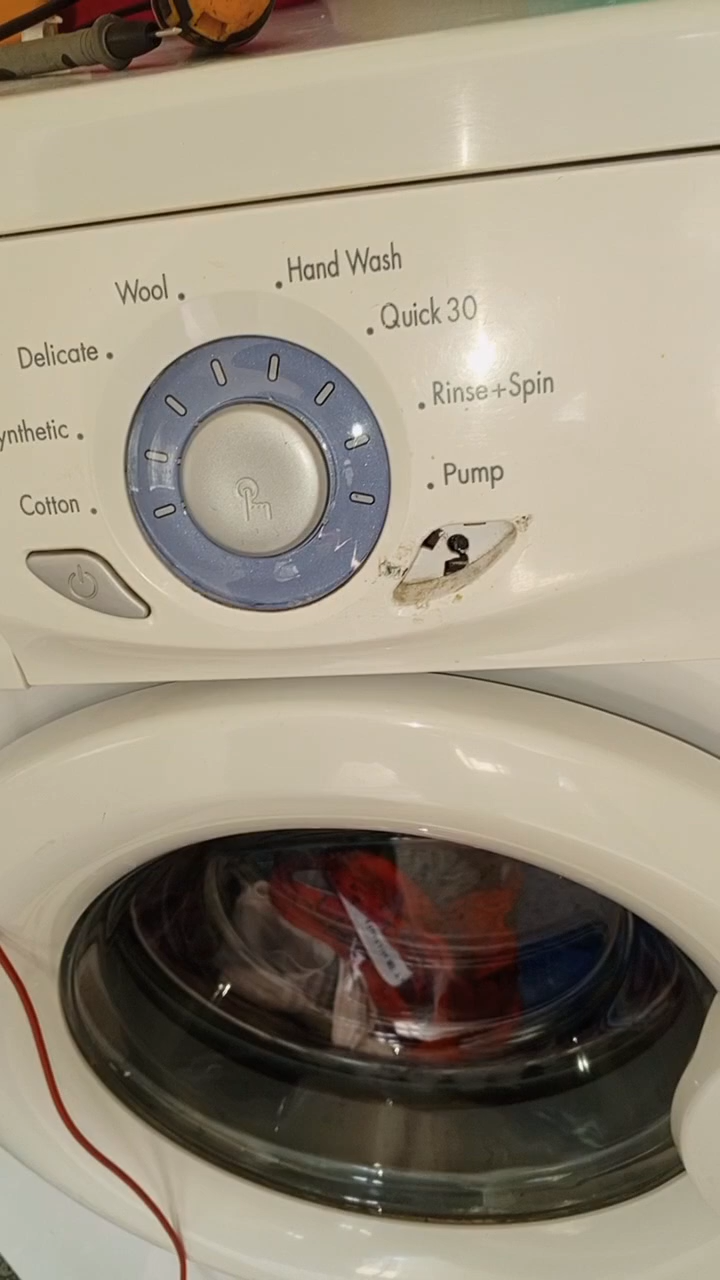 Hand Wash
Wool
Quick 30
Delicate
Rinse+Spin
ynthetic
Pump
Cotton